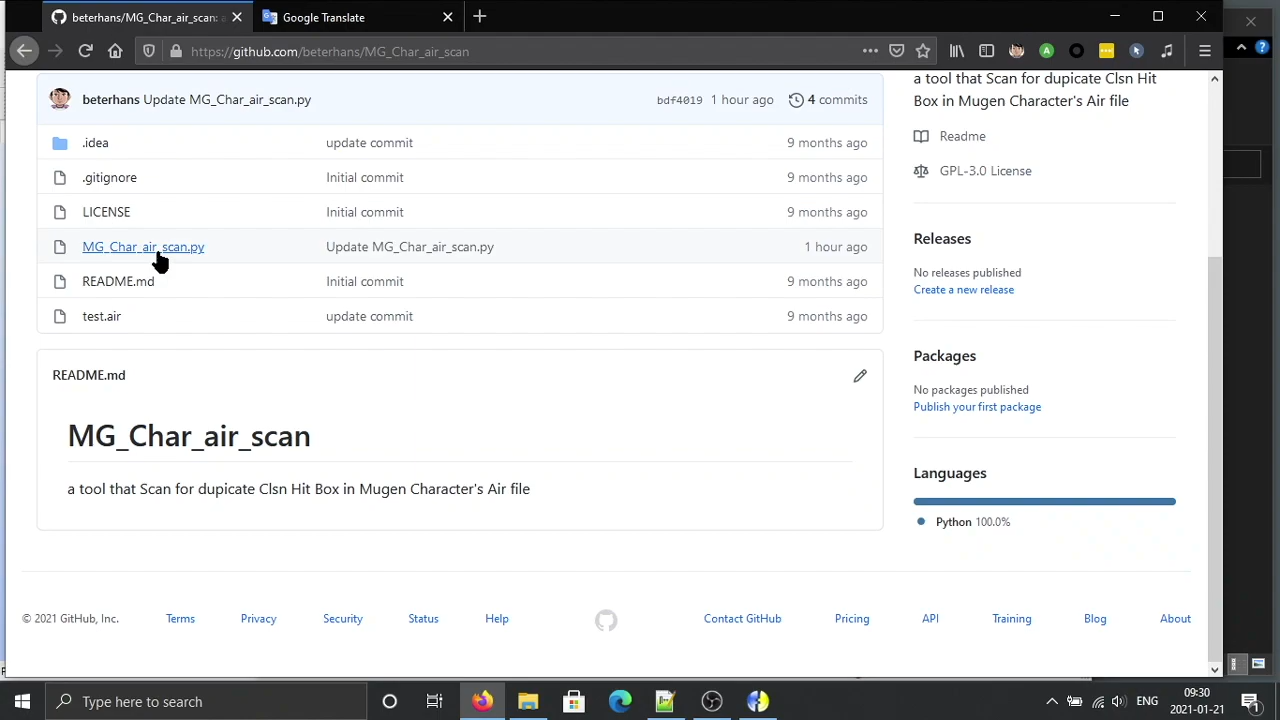 beterhans/MG_Char_air_scan: a
Google Translate
https://github.com/beterhans/MG_Char_air_scan
beterhans Update MG_Char_air_scan.py
bdf4019 1 hour ago
4 commits
.idea
update commit
9 months ago
.gitignore
Initial commit
9 months ago
LICENSE
Initial commit
9 months ago
MG_Char_air_scan.py
Update MG_Char_air_scan.py
1 hour ago
README.md
Initial commit
9 months ago
test.air
update commit
9 months ago
README.md
MG_Char_air_scan
a tool that Scan for dupicate Clsn Hit Box in Mugen Character's Air file
a tool that Scan for dupicate Clsn Hit
Box in Mugen Character's Air file
Readme
GPL-3.0 License
Releases
No releases published
Create a new release
Packages
No packages published
Publish your first package
Languages
Python 100.0%
© 2021 GitHub, Inc.
Terms
Privacy
Security
Status
Help
Contact GitHub
Pricing
API
Training
Blog
About
Type here to search
ENG
09:30
2021-01-21